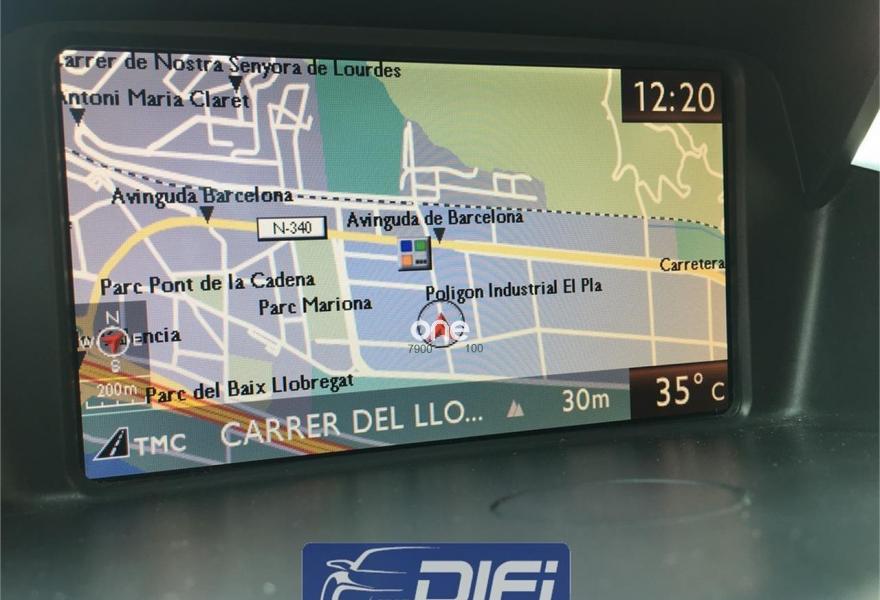 arrer de Nostra Senyora de Lourdes
Antoni Maria Claret
12:20
Avinguda Barcelona
N-340
Avinguda de Barcelona
Carretera
Parc Pont de la Cadena
Parc Mariona
Poligon Industrial El Pla
N
W
encia
S
one
7900 100
200m
Parc del Baix Llobregat
TMC
CARRER DEL LLO...
30m
35° C
DIFi